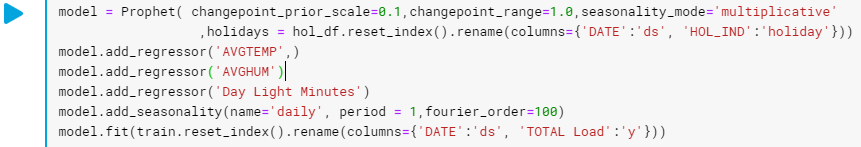 model = Prophet( changepoint_prior_scale=0.1,changepoint_range=1.0,seasonality_mode='multiplicative'
,holidays = hol_df.reset_index().rename(columns={'DATE':'ds', 'HOL_IND':'holiday'}))
model.add_regressor('AVGTEMP',)
model.add_regressor('AVGHUM')
model.add_regressor('Day Light Minutes')
model.add_seasonality(name='daily', period = 1,fourier_order=100)
model.fit(train.reset_index().rename(columns={'DATE':'ds', 'TOTAL Load':'y'}))